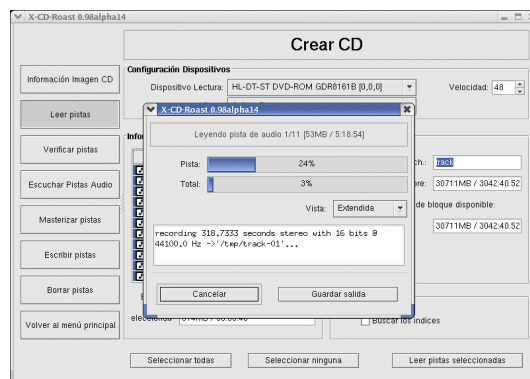 X-CD-Roast 0.98alpha14
Crear CD
Configuración Dispositivos
Información Imagen CD
Dispositivo Lectura: HL-DT-ST DVD-ROM GDR8161B [0,0,0]
Velocidad: 48
Leer pistas
X-CD-Roast 0.98alpha14
Leyendo pista de audio 1/11 [53MB / 5:18.54]
Infor
Verificar pistas
Pista: 24%
ch.: track
Total: 3%
Escuchar Pistas Audio
bre: 30711MB / 3042:40.52
Vista: Extendida
de bloque disponible:
Masterizar pistas
recording 318,7333 seconds stereo with 16 bits @
44100,0 Hz ->'/tmp/track-01'...
30711MB / 3042:40.52
Escribir pistas
Borrar pistas
Cancelar
Guardar salida
Volver al menú principal
Buscar los índices
Seleccionar todas
Seleccionar ninguna
Leer pistas seleccionadas